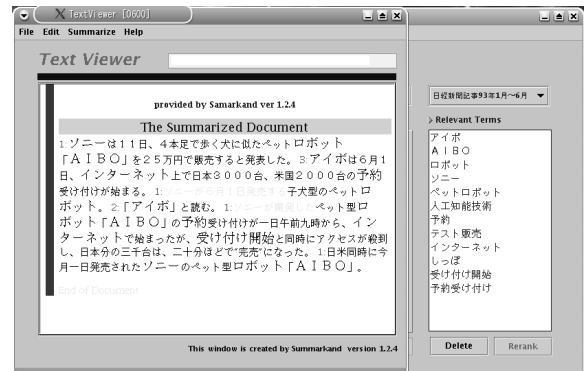 TextViewer [0600]
File Edit Summarize Help
Text Viewer
provided by Samarkand ver 1.2.4
The Summarized Document
1:ソニーは11日、4本足で歩く犬に似たペットロボット
「AIBO」を25万円で販売すると発表した。3:アイボは6月1
日、インターネット上で日本3000台、米国2000台の予約
受け付けが始まる。1:ソニーが6月1日発売する子犬型のペットロ
ボット。2:「アイボ」と読む。1:ソニーが開発したペット型ロ
ボット「AIBO」の予約受け付けが一日午前九時から、イン
ターネットで始まったが、受け付け開始と同時にアクセスが殺到
し、日本分の三千台は、二十分ほどで"完売"になった。1:日米同時に今
月一日発売されたソニーのペット型ロボット「AIBO」。
End of Document
This window is created by Summarkand version 1.2.4
日経新聞記事93年1月～6月
Relevant Terms
アイボ
AIBO
ロボット
ソニー
ペットロボット
人工知能技術
予約
テスト販売
インターネット
しっぽ
受け付け開始
予約受け付け
Delete Rerank